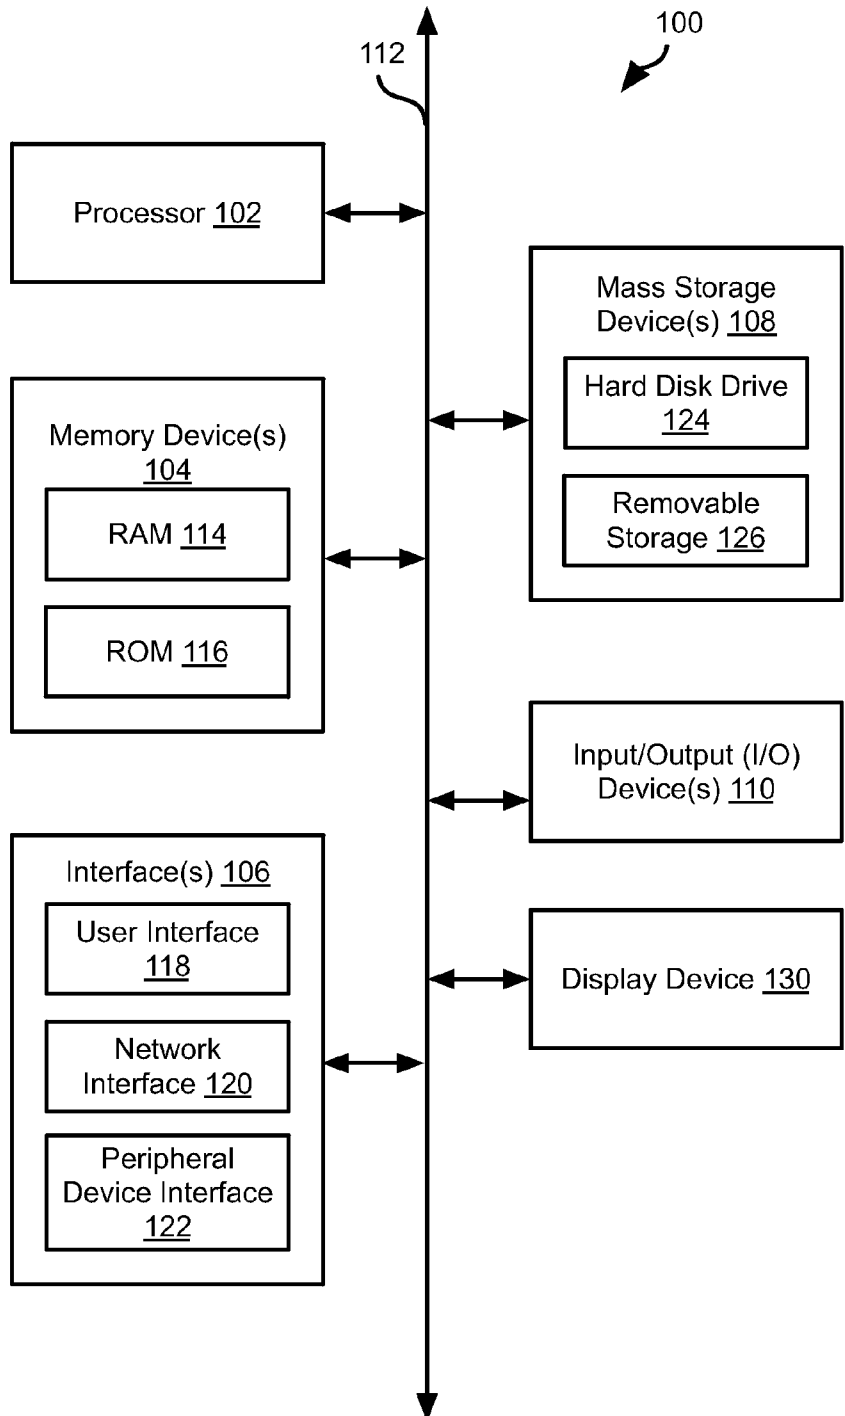 100
112
Processor 102
Mass Storage
Device(s) 108
Hard Disk Drive
124
Removable
Storage 126
Memory Device(s)
104
RAM 114
ROM 116
Input/Output (I/O)
Device(s) 110
Interface(s) 106
User Interface
118
Network
Interface 120
Peripheral
Device Interface
122
Display Device 130